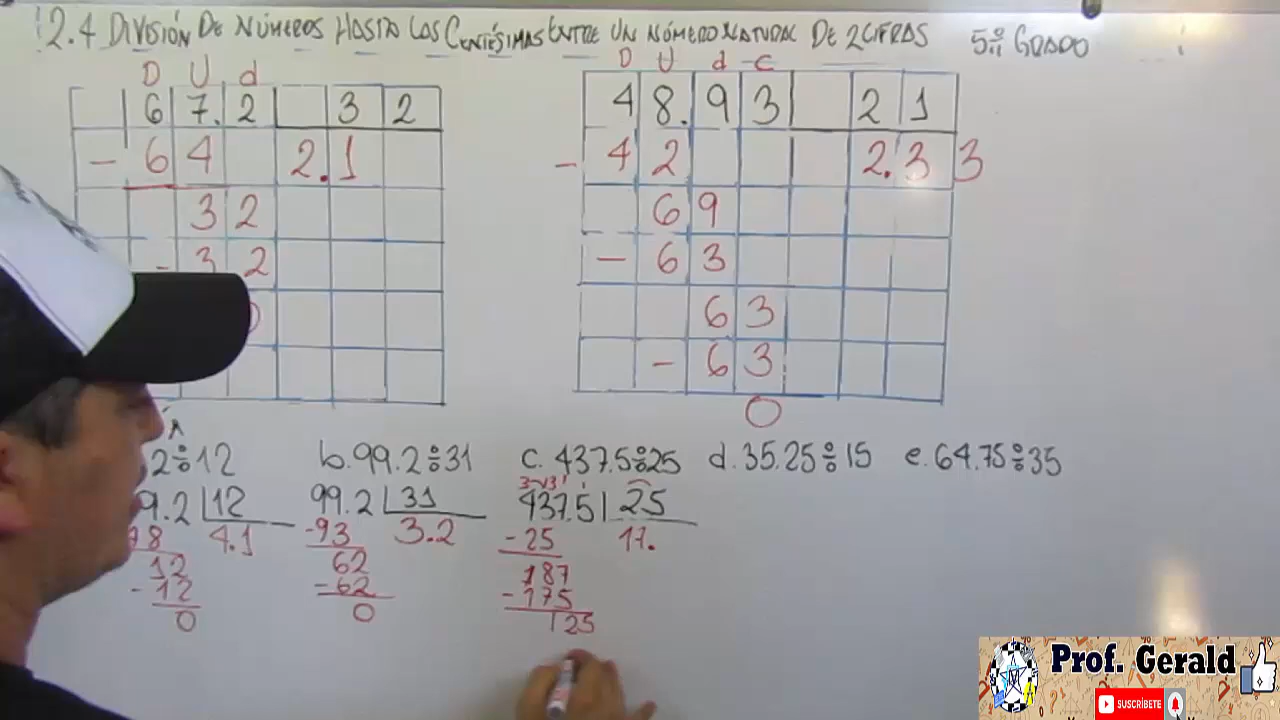 2.4 DIVISIÓN DE NÚMEROS HASTA LAS CENTÉSIMAS ENTRE UN NÚMERO NATURAL DE 2 CIFRAS 5º GRADO
D U d
6 7. 2 3 2
- 6 4 2. 1
3 2
- 3 2
0
D U d C
4 8. 9 3 2 1
- 4 2 2. 3 3
6 9
- 6 3
6 3
- 6 3
0
2÷12 b. 99.2÷31 c. 437.5÷25 d. 35.25÷15 e. 64.75÷35
9.2 12
8 4.1
12
- 12
0
99.2 31
-93 3.2
62
-62
0
437.5 25
- 25 17.
187
- 175
125
Prof. Gerald
SUSCRÍBETE